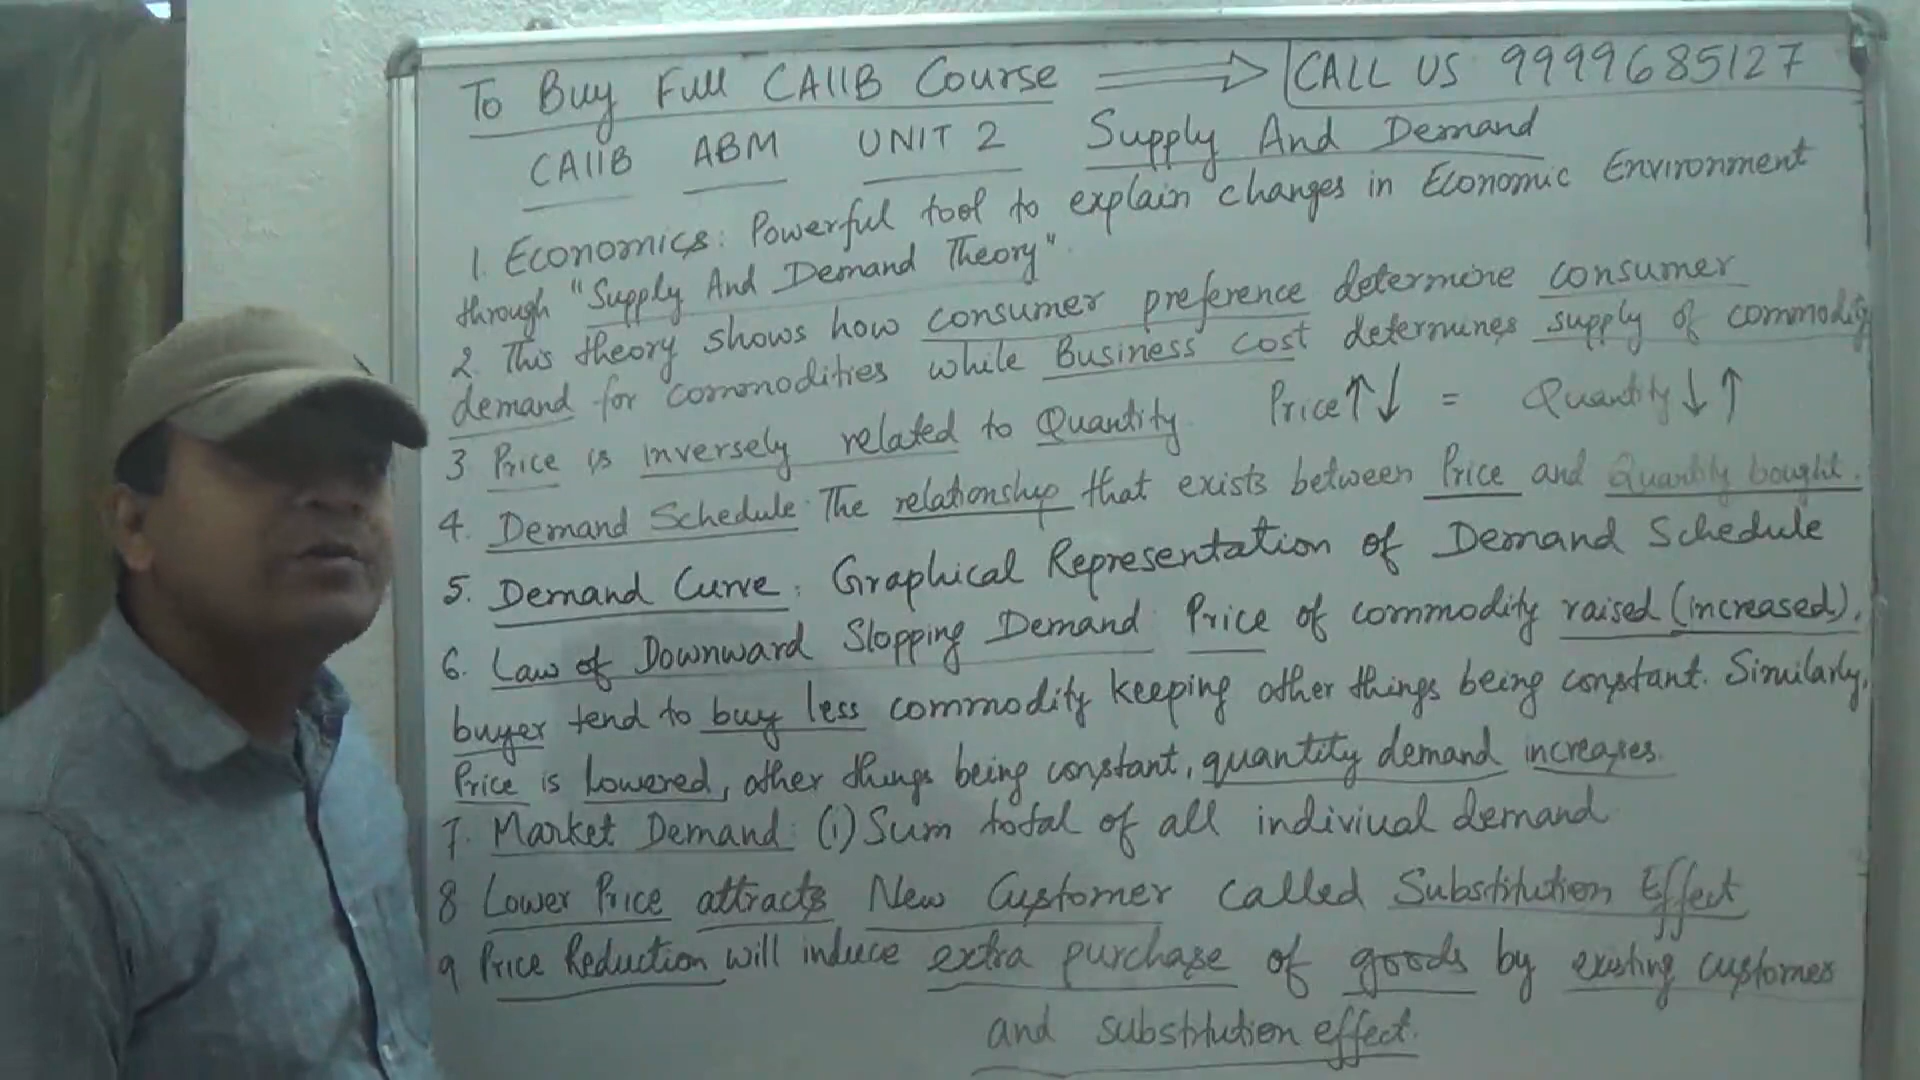 To Buy Full CAIIB Course ⟹ CALL US 9999685127
CAIIB ABM UNIT 2 Supply And Demand
1. Economics: Powerful tool to explain changes in Economic Environment
through "Supply And Demand Theory".
2. This theory shows how consumer preference determine consumer
demand for commodities while Business cost determines supply of commodity
3 Price is inversely related to Quantity. Price↑↓ = Quantity↓↑
4. Demand Schedule: The relationship that exists between Price and Quantity bought.
5. Demand Curve: Graphical Representation of Demand Schedule
6. Law of Downward Slopping Demand: Price of commodity raised (increased),
buyer tend to buy less commodity keeping other things being constant. Similarly,
Price is Lowered, other things being constant, quantity demand increases.
7. Market Demand: (i) Sum total of all indiviual demand
8 Lower Price attracts New Customer called Substitution Effect
9 Price Reduction will induce extra purchase of goods by existing customer
and substitution effect.